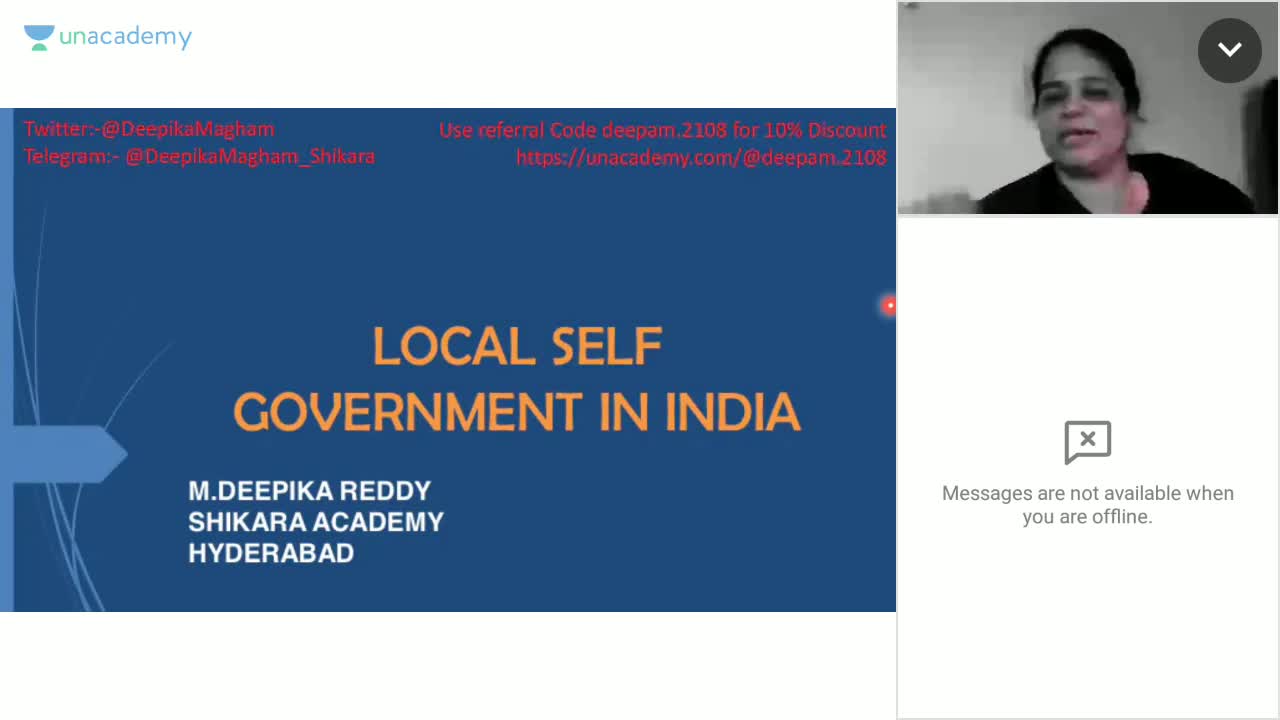 unacademy
Twitter:-@DeepikaMagham
Telegram:- @DeepikaMagham_Shikara
Use referral Code deepam.2108 for 10% Discount
https://unacademy.com/@deepam.2108
LOCAL SELF
GOVERNMENT IN INDIA
M.DEEPIKA REDDY
SHIKARA ACADEMY
HYDERABAD
Messages are not available when
you are offline.